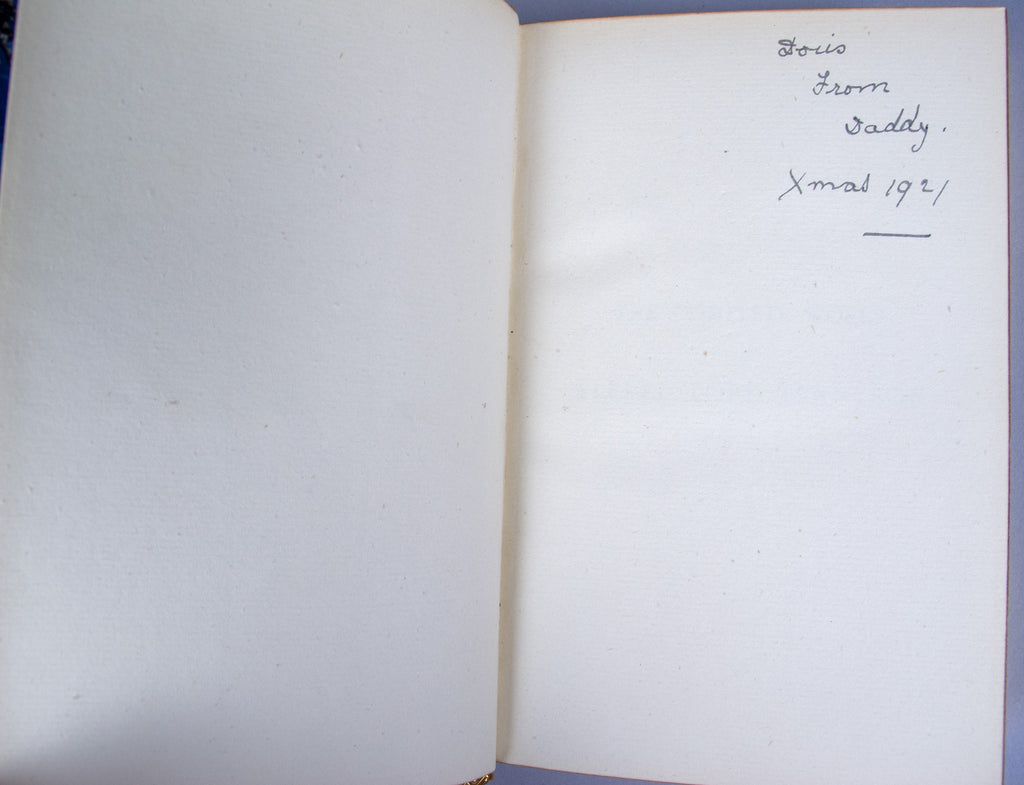 Doris
From
Daddy.
Xmas 1921